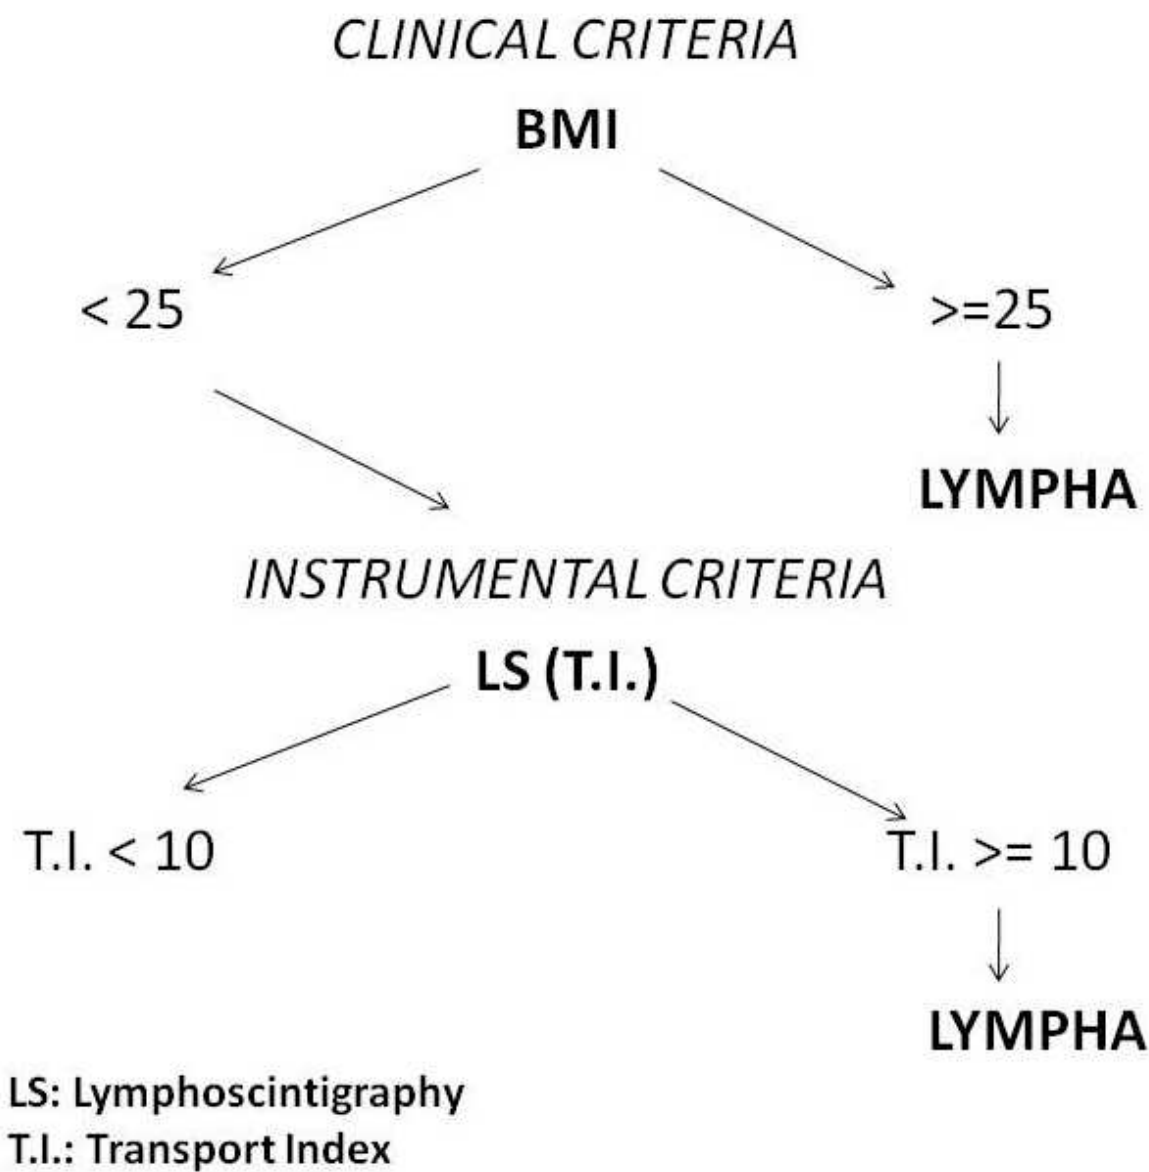 CLINICAL CRITERIA
BMI
< 25
>=25
LYMPHA
INSTRUMENTAL CRITERIA
LS (T.I.)
T.I. < 10
T.I. >= 10
LYMPHA
LS: Lymphoscintigraphy
T.I.: Transport Index